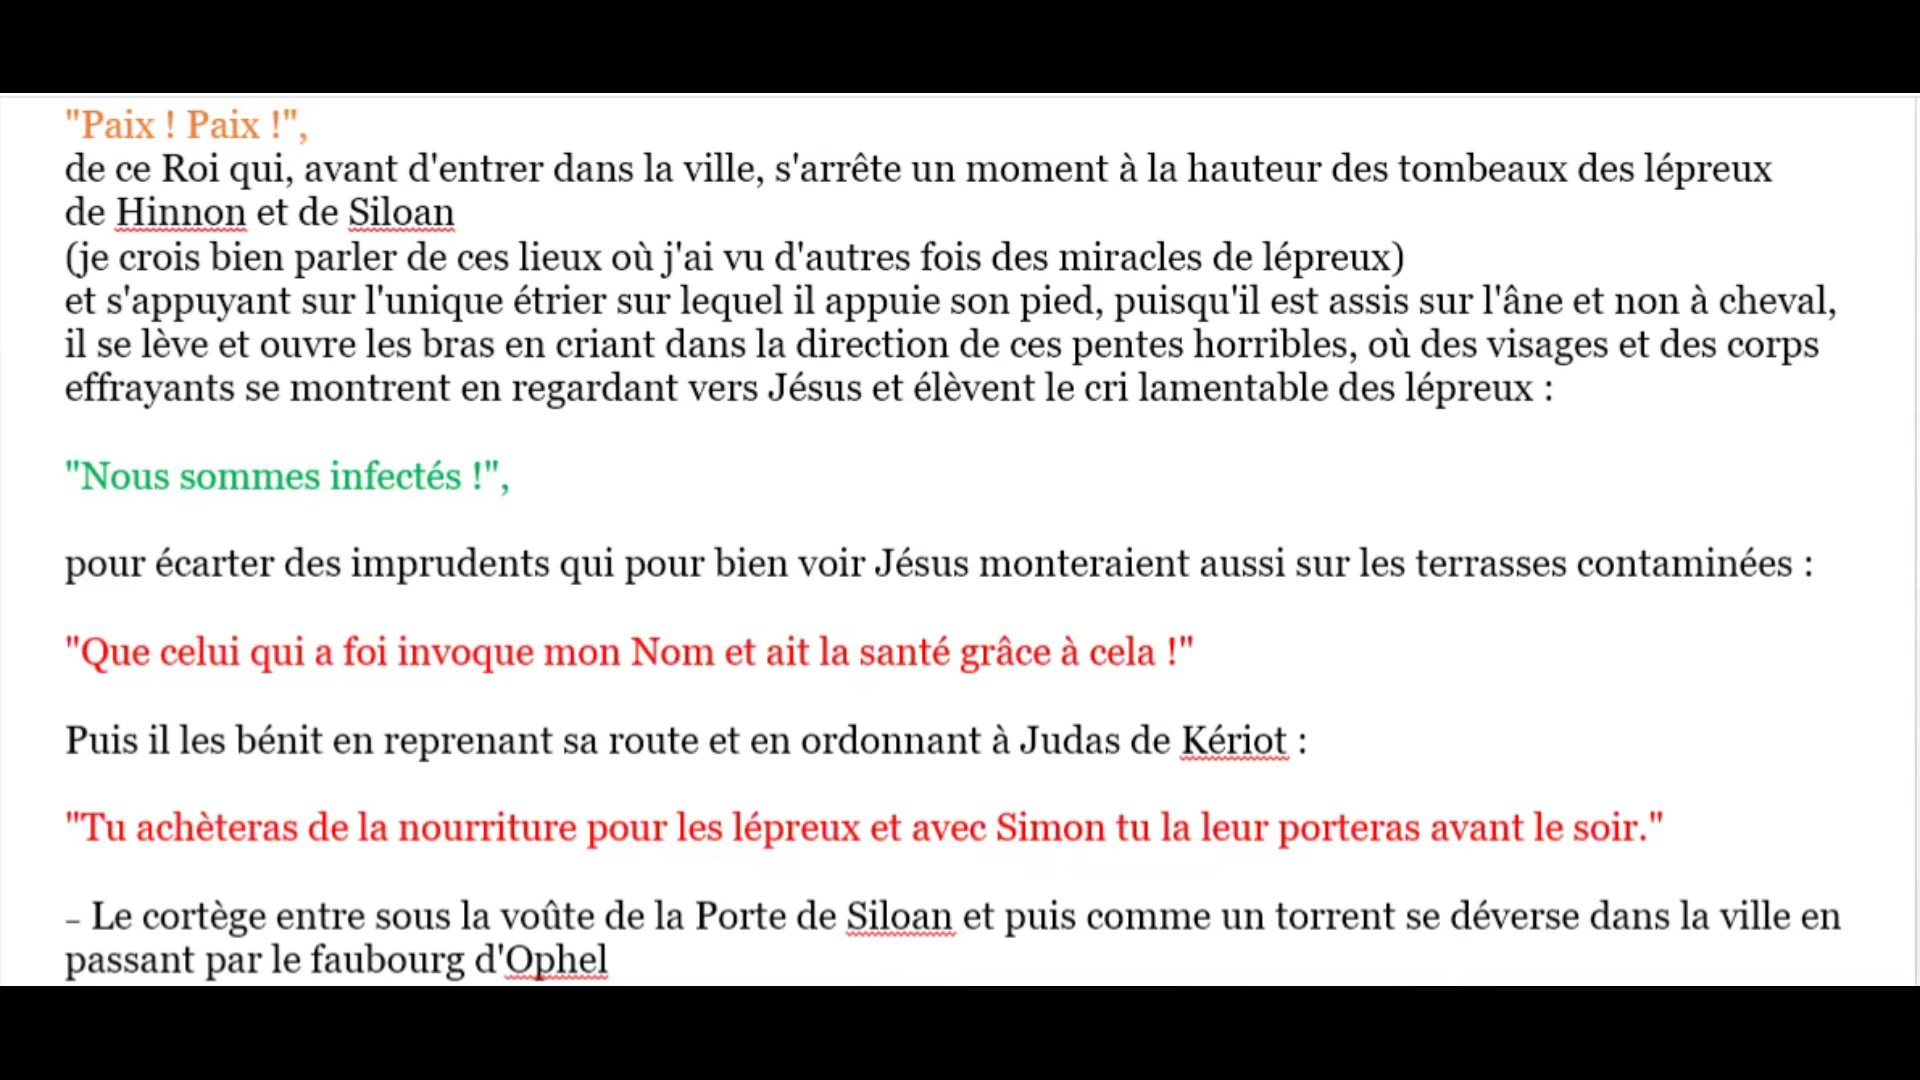 "Paix ! Paix !",
de ce Roi qui, avant d'entrer dans la ville, s'arrête un moment à la hauteur des tombeaux des lépreux
de Hinnon et de Siloan
(je crois bien parler de ces lieux où j'ai vu d'autres fois des miracles de lépreux)
et s'appuyant sur l'unique étrier sur lequel il appuie son pied, puisqu'il est assis sur l'âne et non à cheval,
il se lève et ouvre les bras en criant dans la direction de ces pentes horribles, où des visages et des corps
effrayants se montrent en regardant vers Jésus et élèvent le cri lamentable des lépreux :
"Nous sommes infectés !",
pour écarter des imprudents qui pour bien voir Jésus monteraient aussi sur les terrasses contaminées :
"Que celui qui a foi invoque mon Nom et ait la santé grâce à cela !"
Puis il les bénit en reprenant sa route et en ordonnant à Judas de Kériot :
"Tu achèteras de la nourriture pour les lépreux et avec Simon tu la leur porteras avant le soir."
– Le cortège entre sous la voûte de la Porte de Siloan et puis comme un torrent se déverse dans la ville en
passant par le faubourg d'Ophel